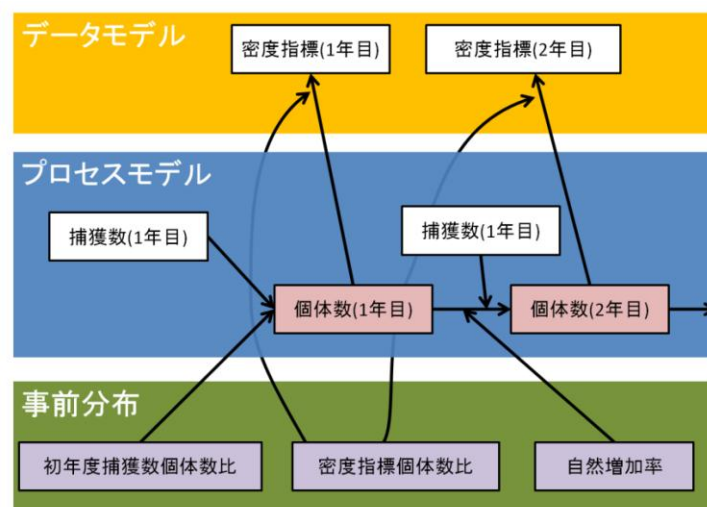 データモデル
密度指標(1年目)
密度指標(2年目)
プロセスモデル
捕獲数(1年目)
捕獲数(1年目)
個体数(1年目)
個体数(2年目)
事前分布
初年度捕獲数個体数比
密度指標個体数比
自然増加率